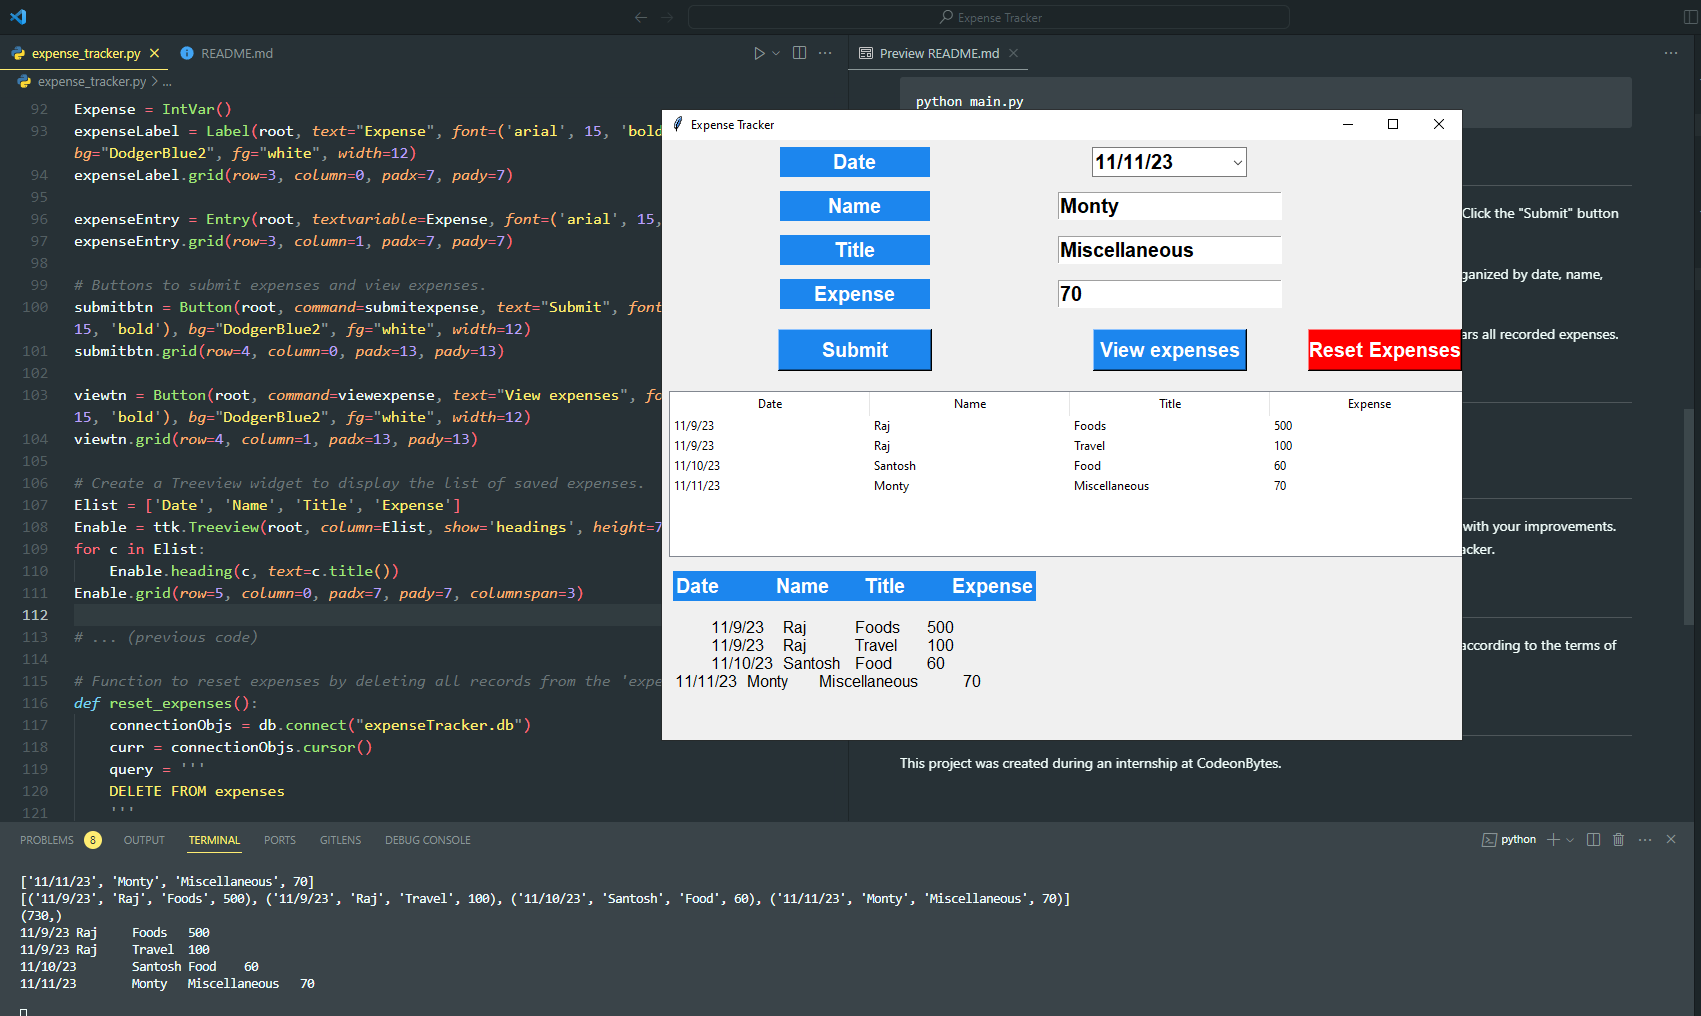 Expense Tracker
expense_tracker.py
README.md
expense_tracker.py > ...
92 Expense = IntVar()
93 expenseLabel = Label(root, text="Expense", font=('arial', 15, 'bold
bg="DodgerBlue2", fg="white", width=12)
94 expenseLabel.grid(row=3, column=0, padx=7, pady=7)
95
96 expenseEntry = Entry(root, textvariable=Expense, font=('arial', 15,
97 expenseEntry.grid(row=3, column=1, padx=7, pady=7)
98
99 # Buttons to submit expenses and view expenses.
100 submitbtn = Button(root, command=submitexpense, text="Submit", font
15, 'bold'), bg="DodgerBlue2", fg="white", width=12)
101 submitbtn.grid(row=4, column=0, padx=13, pady=13)
102
103 viewtn = Button(root, command=viewexpense, text="View expenses", fo
15, 'bold'), bg="DodgerBlue2", fg="white", width=12)
104 viewtn.grid(row=4, column=1, padx=13, pady=13)
105
106 # Create a Treeview widget to display the list of saved expenses.
107 Elist = ['Date', 'Name', 'Title', 'Expense']
108 Enable = ttk.Treeview(root, column=Elist, show='headings', height=7
109 for c in Elist:
110 Enable.heading(c, text=c.title())
111 Enable.grid(row=5, column=0, padx=7, pady=7, columnspan=3)
112
113 # ... (previous code)
114
115 # Function to reset expenses by deleting all records from the 'expe
116 def reset_expenses():
117 connectionObjs = db.connect("expenseTracker.db")
118 curr = connectionObjs.cursor()
119 query = '''
120 DELETE FROM expenses
121 '''
Preview README.md
python main.py
Click the "Submit" button
ganized by date, name,
ars all recorded expenses.
with your improvements.
acker.
according to the terms of
This project was created during an internship at CodeonBytes.
Expense Tracker
Date 11/11/23
Name Monty
Title Miscellaneous
Expense 70
Submit View expenses Reset Expenses
Date Name Title Expense
11/9/23 Raj Foods 500
11/9/23 Raj Travel 100
11/10/23 Santosh Food 60
11/11/23 Monty Miscellaneous 70
Date Name Title Expense
11/9/23 Raj Foods 500
11/9/23 Raj Travel 100
11/10/23 Santosh Food 60
11/11/23 Monty Miscellaneous 70
PROBLEMS 8 OUTPUT TERMINAL PORTS GITLENS DEBUG CONSOLE
python
['11/11/23', 'Monty', 'Miscellaneous', 70]
[('11/9/23', 'Raj', 'Foods', 500), ('11/9/23', 'Raj', 'Travel', 100), ('11/10/23', 'Santosh', 'Food', 60), ('11/11/23', 'Monty', 'Miscellaneous', 70)]
(730,)
11/9/23 Raj Foods 500
11/9/23 Raj Travel 100
11/10/23 Santosh Food 60
11/11/23 Monty Miscellaneous 70